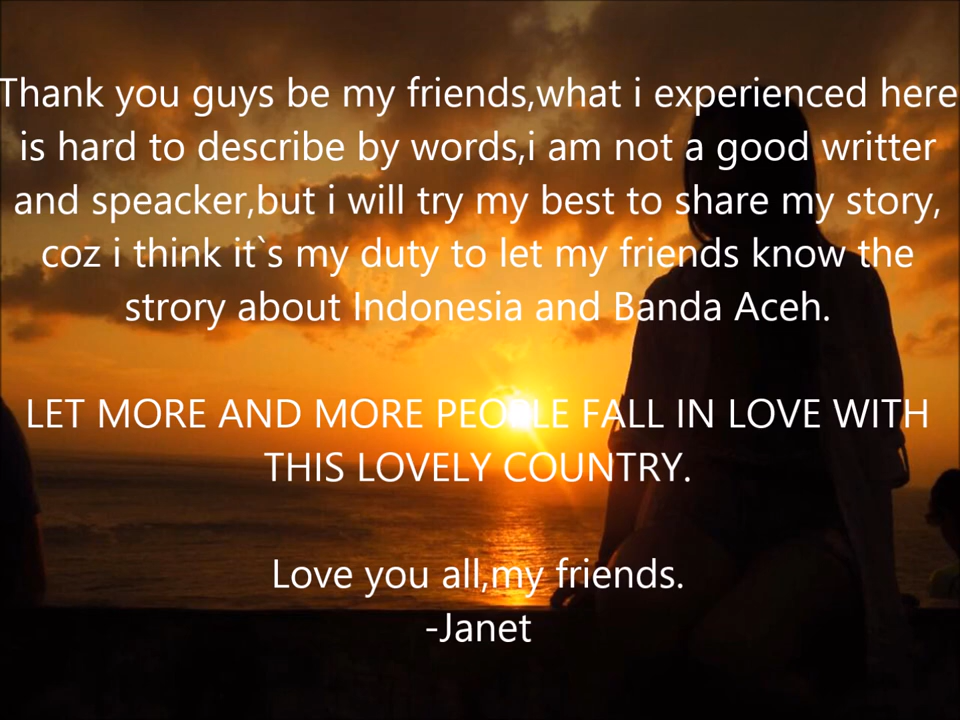 Thank you guys be my friends,what i experienced here
is hard to describe by words,i am not a good writter
and speacker,but i will try my best to share my story,
coz i think it`s my duty to let my friends know the
strory about Indonesia and Banda Aceh.
LET MORE AND MORE PEOPLE FALL IN LOVE WITH
THIS LOVELY COUNTRY.
Love you all,my friends.
-Janet